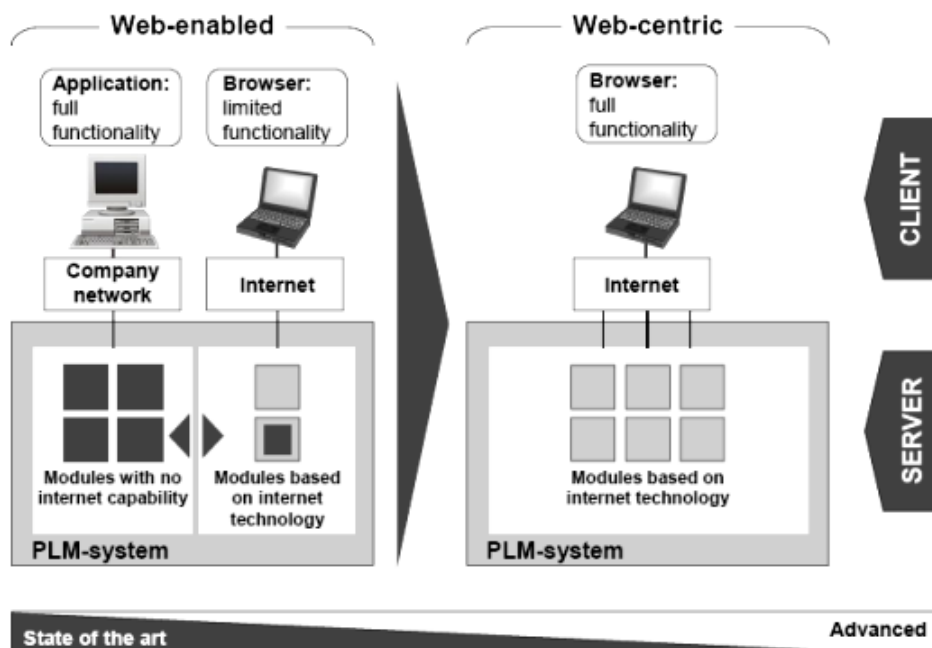 Web-enabled
Web-centric
Application:
full
functionality
Browser:
limited
functionality
Browser:
full
functionality
CLIENT
Company
network
Internet
Internet
SERVER
Modules with no
internet capability
Modules based
on internet
technology
Modules based on
internet technology
PLM-system
PLM-system
State of the art
Advanced